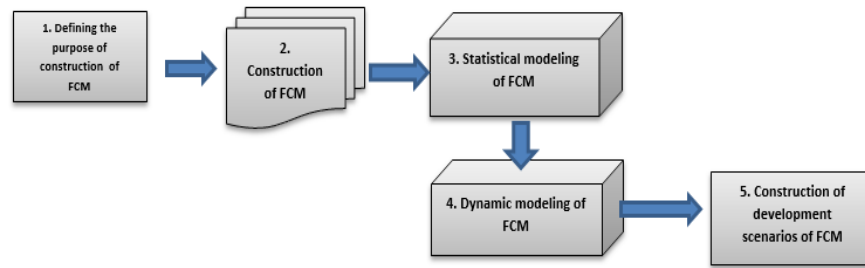 1. Defining the
purpose of
construction of
FCM
2.
Construction
of FCM
3. Statistical modeling
of FCM
4. Dynamic modeling of
FCM
5. Construction of
development
scenarios of FCM